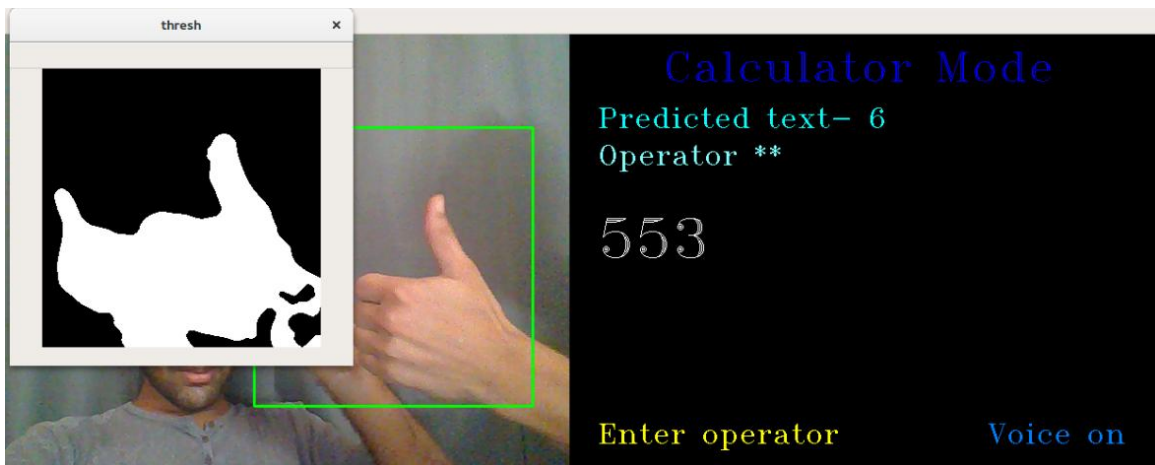 thresh ×
Calculator Mode
Predicted text- 6
Operator **
553
Enter operator
Voice on